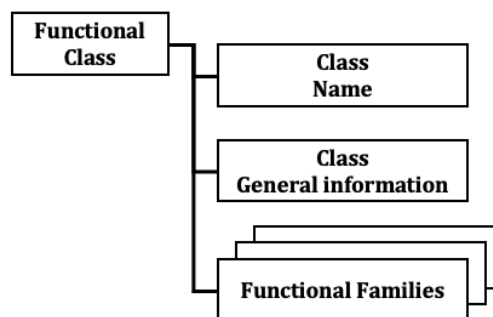 Functional
Class
Class
Name
Class
General information
Functional Families